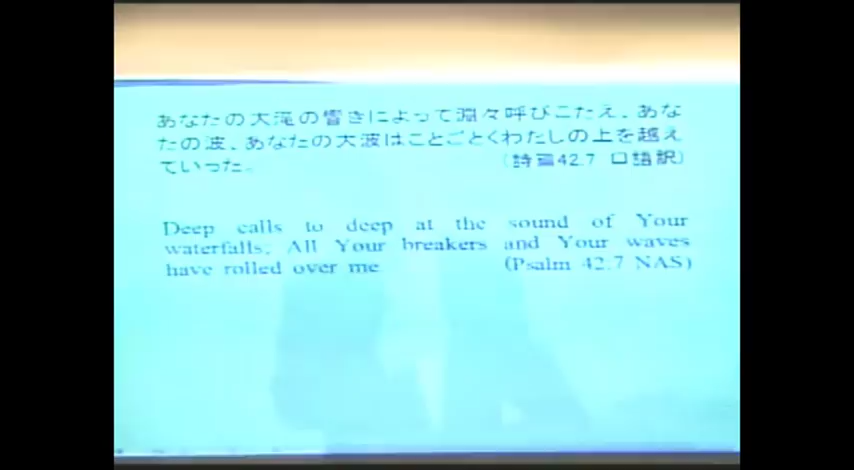 あなたの大滝の響きによって淵々呼びこたえ、あな
たの波、あなたの大波はことごとくわたしの上を越え
ていった。 (詩篇42.7 口語訳)
Deep calls to deep at the sound of Your
waterfalls; All Your breakers and Your waves
have rolled over me (Psalm 42:7 NAS)